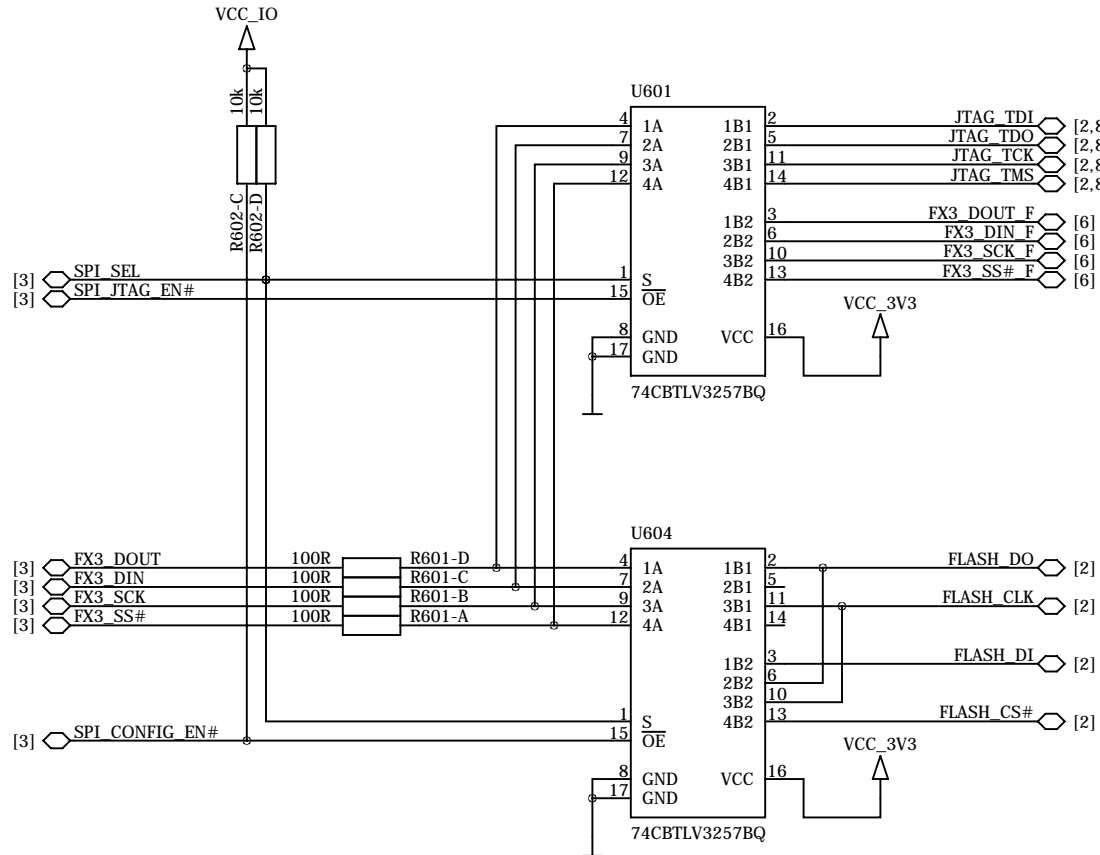 VCC_IO
10k
10k
R602-C
R602-D
U601
4 1A 1B1 2 JTAG_TDI [2,8
7 2A 2B1 5 JTAG_TDO [2,8
9 3A 3B1 11 JTAG_TCK [2,8
12 4A 4B1 14 JTAG_TMS [2,8
1B2 3 FX3_DOUT_F [6]
2B2 6 FX3_DIN_F [6]
3B2 10 FX3_SCK_F [6]
[3] SPI_SEL 1 S 4B2 13 FX3_SS#_F [6]
[3] SPI_JTAG_EN# 15 OE
VCC_3V3
8 GND VCC 16
17 GND
74CBTLV3257BQ
U604
[3] FX3_DOUT 100R R601-D 4 1A 1B1 2 FLASH_DO [2]
[3] FX3_DIN 100R R601-C 7 2A 2B1 5
[3] FX3_SCK 100R R601-B 9 3A 3B1 11 FLASH_CLK [2]
[3] FX3_SS# 100R R601-A 12 4A 4B1 14
1B2 3 FLASH_DI [2]
2B2 6
3B2 10
1 S 4B2 13 FLASH_CS# [2]
[3] SPI_CONFIG_EN# 15 OE
VCC_3V3
8 GND VCC 16
17 GND
74CBTLV3257BQ